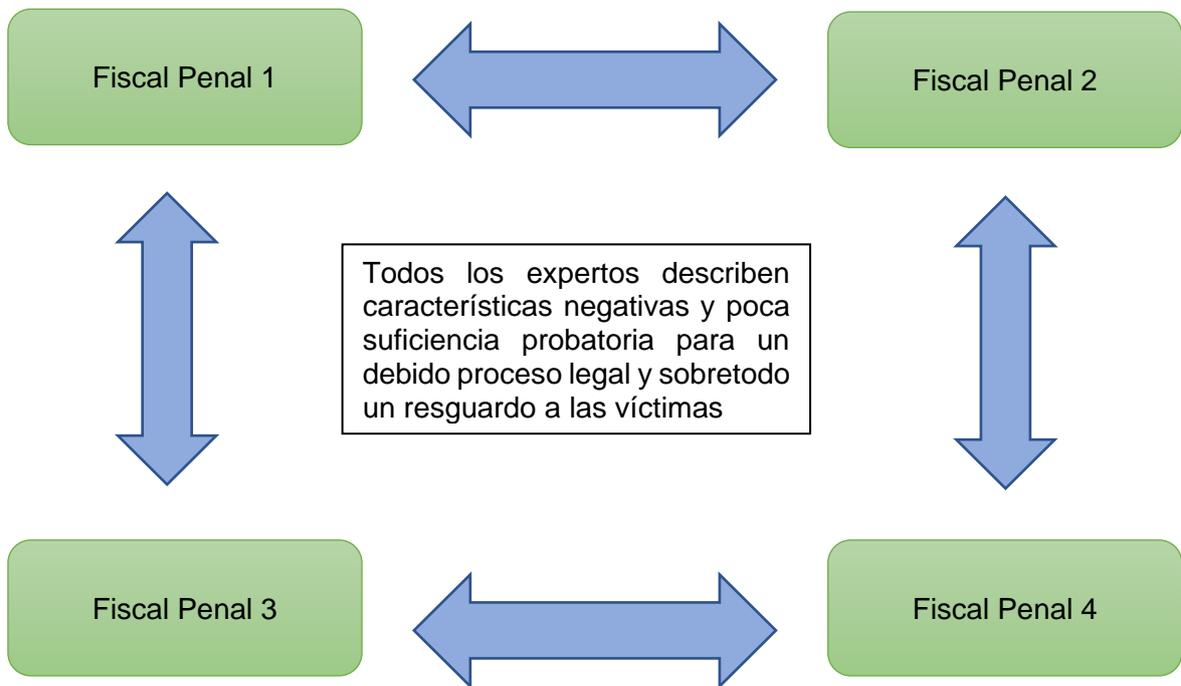 Fiscal Penal 1
Fiscal Penal 2
Todos los expertos describen
características negativas y poca
suficiencia probatoria para un
debido proceso legal y sobretodo
un resguardo a las víctimas
Fiscal Penal 3
Fiscal Penal 4